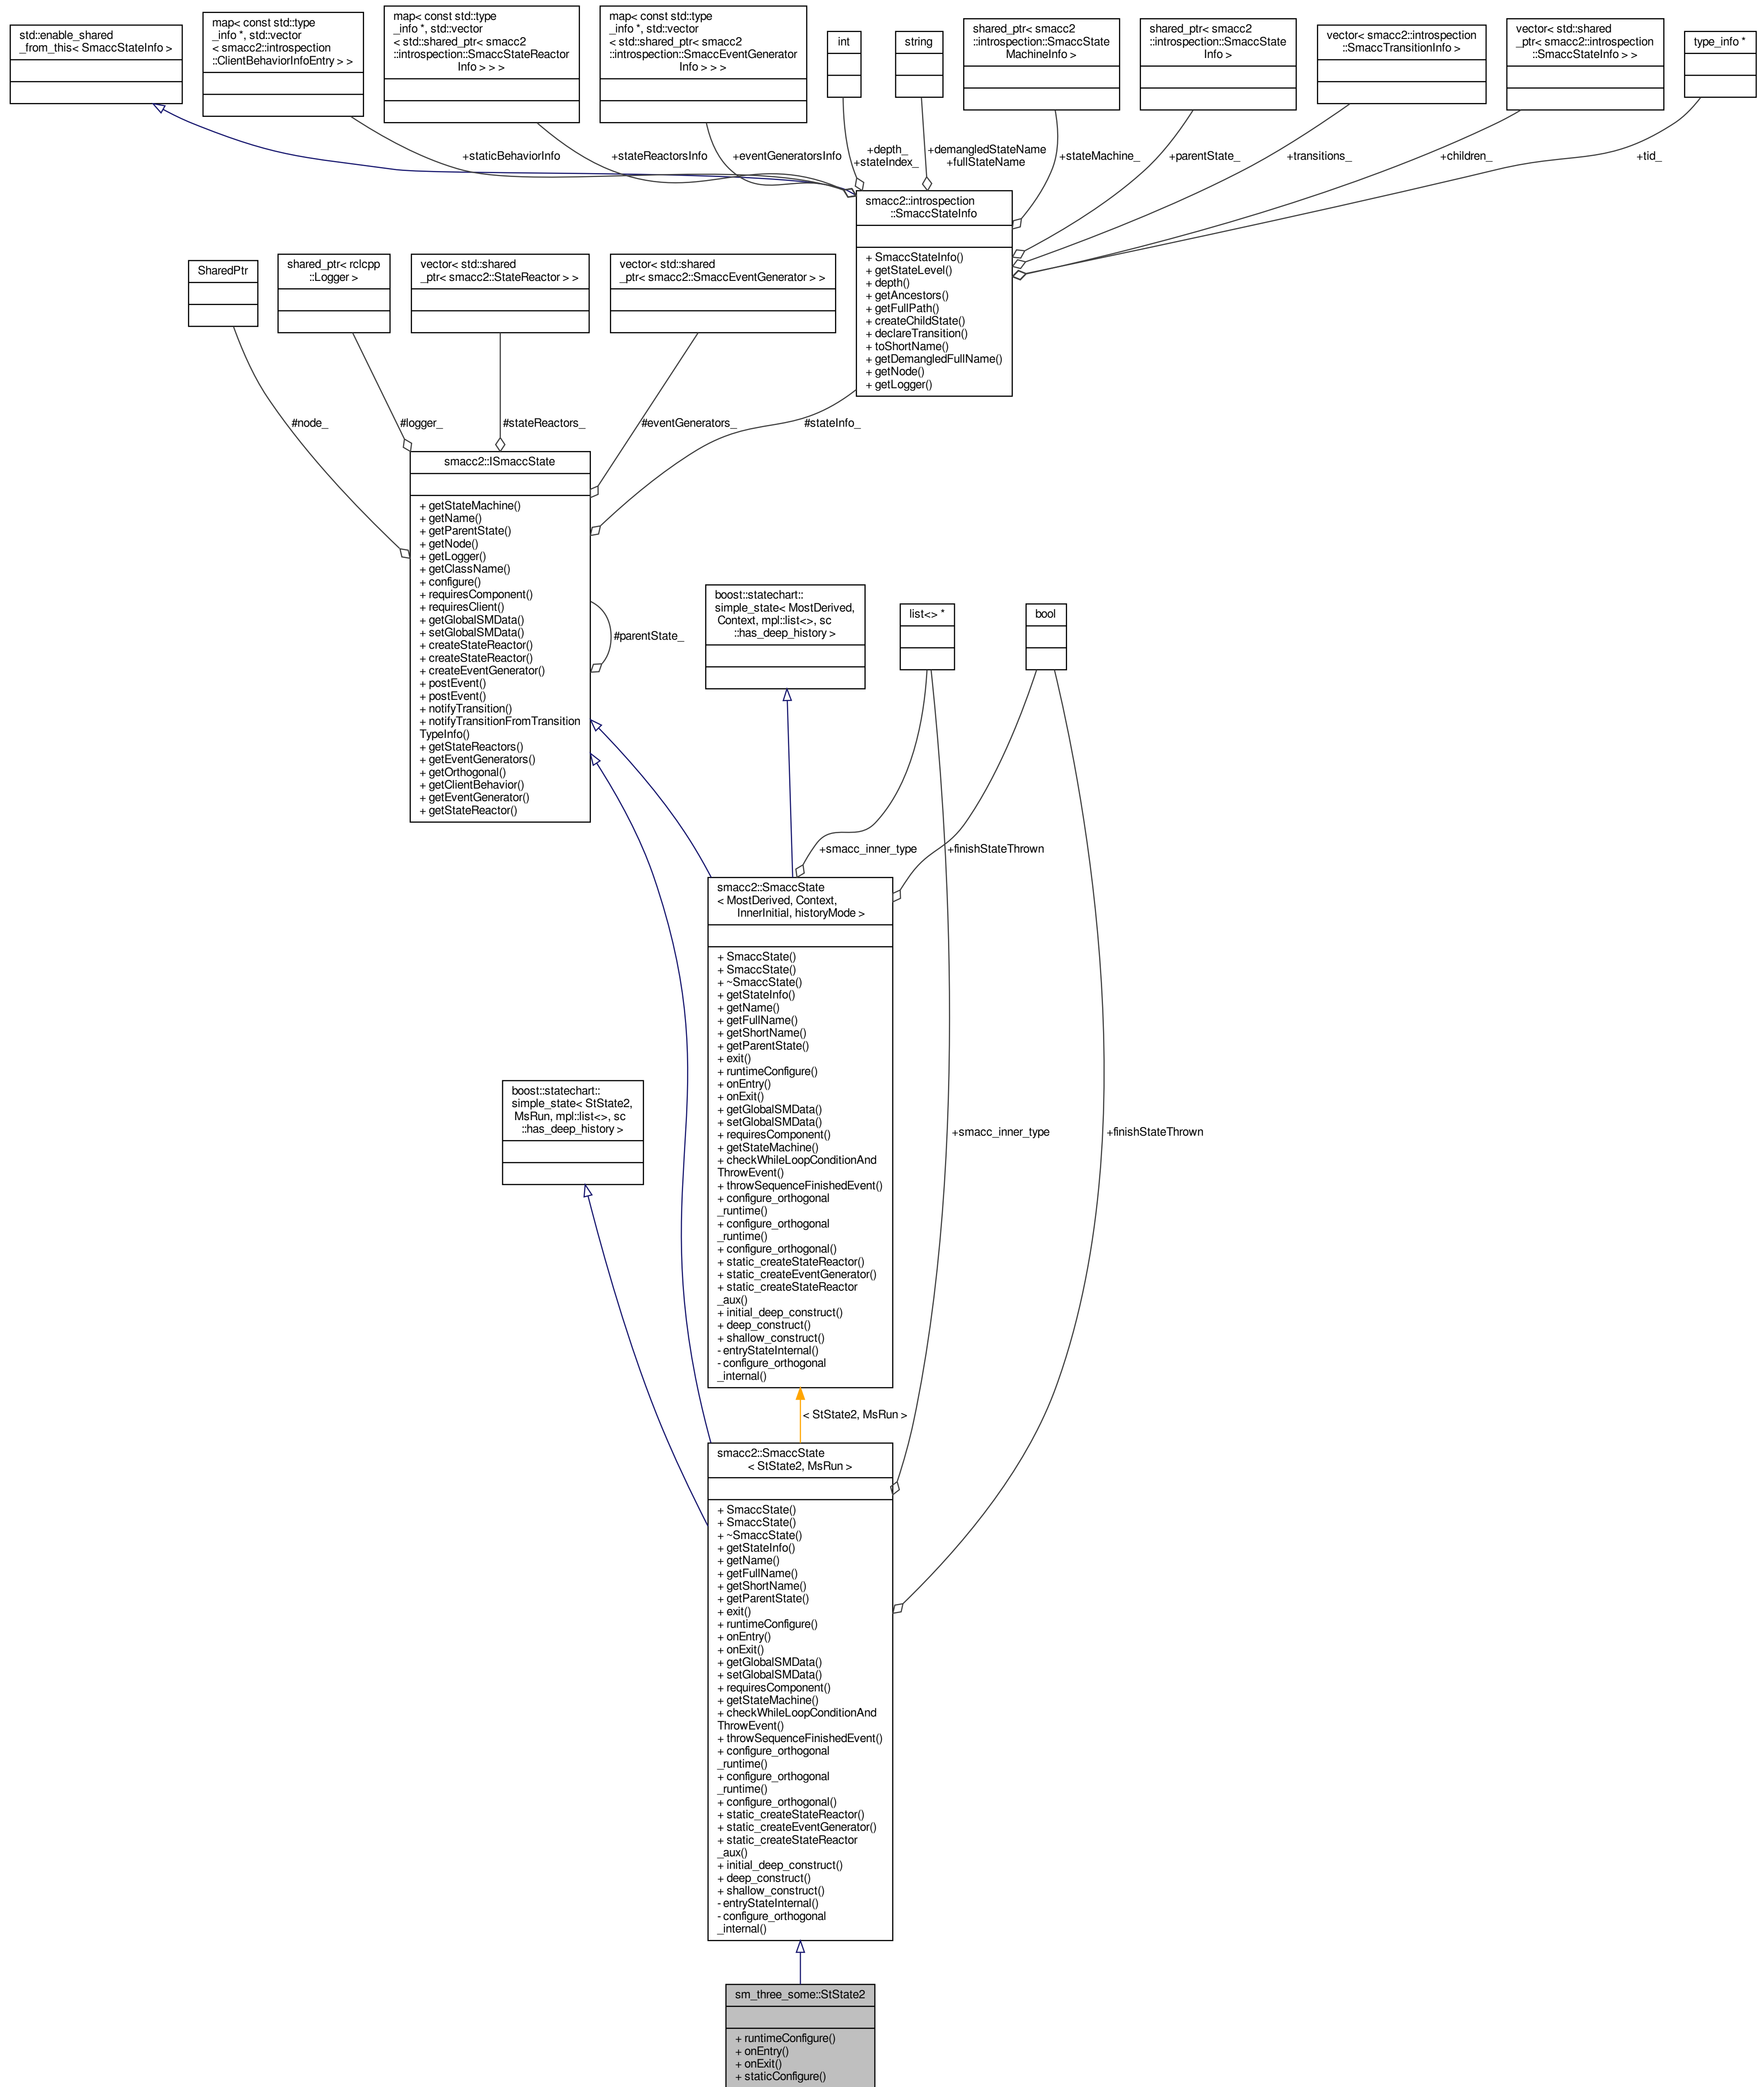 std::enable_shared
_from_this< SmaccStateInfo >
map< const std::type
_info *, std::vector
< smacc2::introspection
::ClientBehaviorInfoEntry > >
map< const std::type
_info *, std::vector
< std::shared_ptr< smacc2
::introspection::SmaccStateReactor
Info > > >
map< const std::type
_info *, std::vector
< std::shared_ptr< smacc2
::introspection::SmaccEventGenerator
Info > > >
int
string
shared_ptr< smacc2
::introspection::SmaccState
MachineInfo >
shared_ptr< smacc2
::introspection::SmaccState
Info >
vector< smacc2::introspection
::SmaccTransitionInfo >
vector< std::shared
_ptr< smacc2::introspection
::SmaccStateInfo > >
type_info *
+staticBehaviorInfo
+stateReactorsInfo
+eventGeneratorsInfo
+depth_
+stateIndex_
+demangledStateName
+fullStateName
+stateMachine_
+parentState_
+transitions_
+children_
+tid_
smacc2::introspection
::SmaccStateInfo
+ SmaccStateInfo()
+ getStateLevel()
+ depth()
+ getAncestors()
+ getFullPath()
+ createChildState()
+ declareTransition()
+ toShortName()
+ getDemangledFullName()
+ getNode()
+ getLogger()
SharedPtr
shared_ptr< rclcpp
::Logger >
vector< std::shared
_ptr< smacc2::StateReactor > >
vector< std::shared
_ptr< smacc2::SmaccEventGenerator > >
#node_
#logger_
#stateReactors_
#eventGenerators_
#stateInfo_
smacc2::ISmaccState
+ getStateMachine()
+ getName()
+ getParentState()
+ getNode()
+ getLogger()
+ getClassName()
+ configure()
+ requiresComponent()
+ requiresClient()
+ getGlobalSMData()
+ setGlobalSMData()
+ createStateReactor()
+ createStateReactor()
+ createEventGenerator()
+ postEvent()
+ postEvent()
+ notifyTransition()
+ notifyTransitionFromTransition
TypeInfo()
+ getStateReactors()
+ getEventGenerators()
+ getOrthogonal()
+ getClientBehavior()
+ getEventGenerator()
+ getStateReactor()
#parentState_
boost::statechart::
simple_state< MostDerived,
Context, mpl::list<>, sc
::has_deep_history >
list<> *
bool
+smacc_inner_type
+finishStateThrown
smacc2::SmaccState
< MostDerived, Context,
InnerInitial, historyMode >
+ SmaccState()
+ SmaccState()
+ ~SmaccState()
+ getStateInfo()
+ getName()
+ getFullName()
+ getShortName()
+ getParentState()
+ exit()
+ runtimeConfigure()
+ onEntry()
+ onExit()
+ getGlobalSMData()
+ setGlobalSMData()
+ requiresComponent()
+ getStateMachine()
+ checkWhileLoopConditionAnd
ThrowEvent()
+ throwSequenceFinishedEvent()
+ configure_orthogonal
_runtime()
+ configure_orthogonal
_runtime()
+ configure_orthogonal()
+ static_createStateReactor()
+ static_createEventGenerator()
+ static_createStateReactor
_aux()
+ initial_deep_construct()
+ deep_construct()
+ shallow_construct()
- entryStateInternal()
- configure_orthogonal
_internal()
boost::statechart::
simple_state< StState2,
MsRun, mpl::list<>, sc
::has_deep_history >
+smacc_inner_type
+finishStateThrown
< StState2, MsRun >
smacc2::SmaccState
< StState2, MsRun >
+ SmaccState()
+ SmaccState()
+ ~SmaccState()
+ getStateInfo()
+ getName()
+ getFullName()
+ getShortName()
+ getParentState()
+ exit()
+ runtimeConfigure()
+ onEntry()
+ onExit()
+ getGlobalSMData()
+ setGlobalSMData()
+ requiresComponent()
+ getStateMachine()
+ checkWhileLoopConditionAnd
ThrowEvent()
+ throwSequenceFinishedEvent()
+ configure_orthogonal
_runtime()
+ configure_orthogonal
_runtime()
+ configure_orthogonal()
+ static_createStateReactor()
+ static_createEventGenerator()
+ static_createStateReactor
_aux()
+ initial_deep_construct()
+ deep_construct()
+ shallow_construct()
- entryStateInternal()
- configure_orthogonal
_internal()
sm_three_some::StState2
+ runtimeConfigure()
+ onEntry()
+ onExit()
+ staticConfigure()